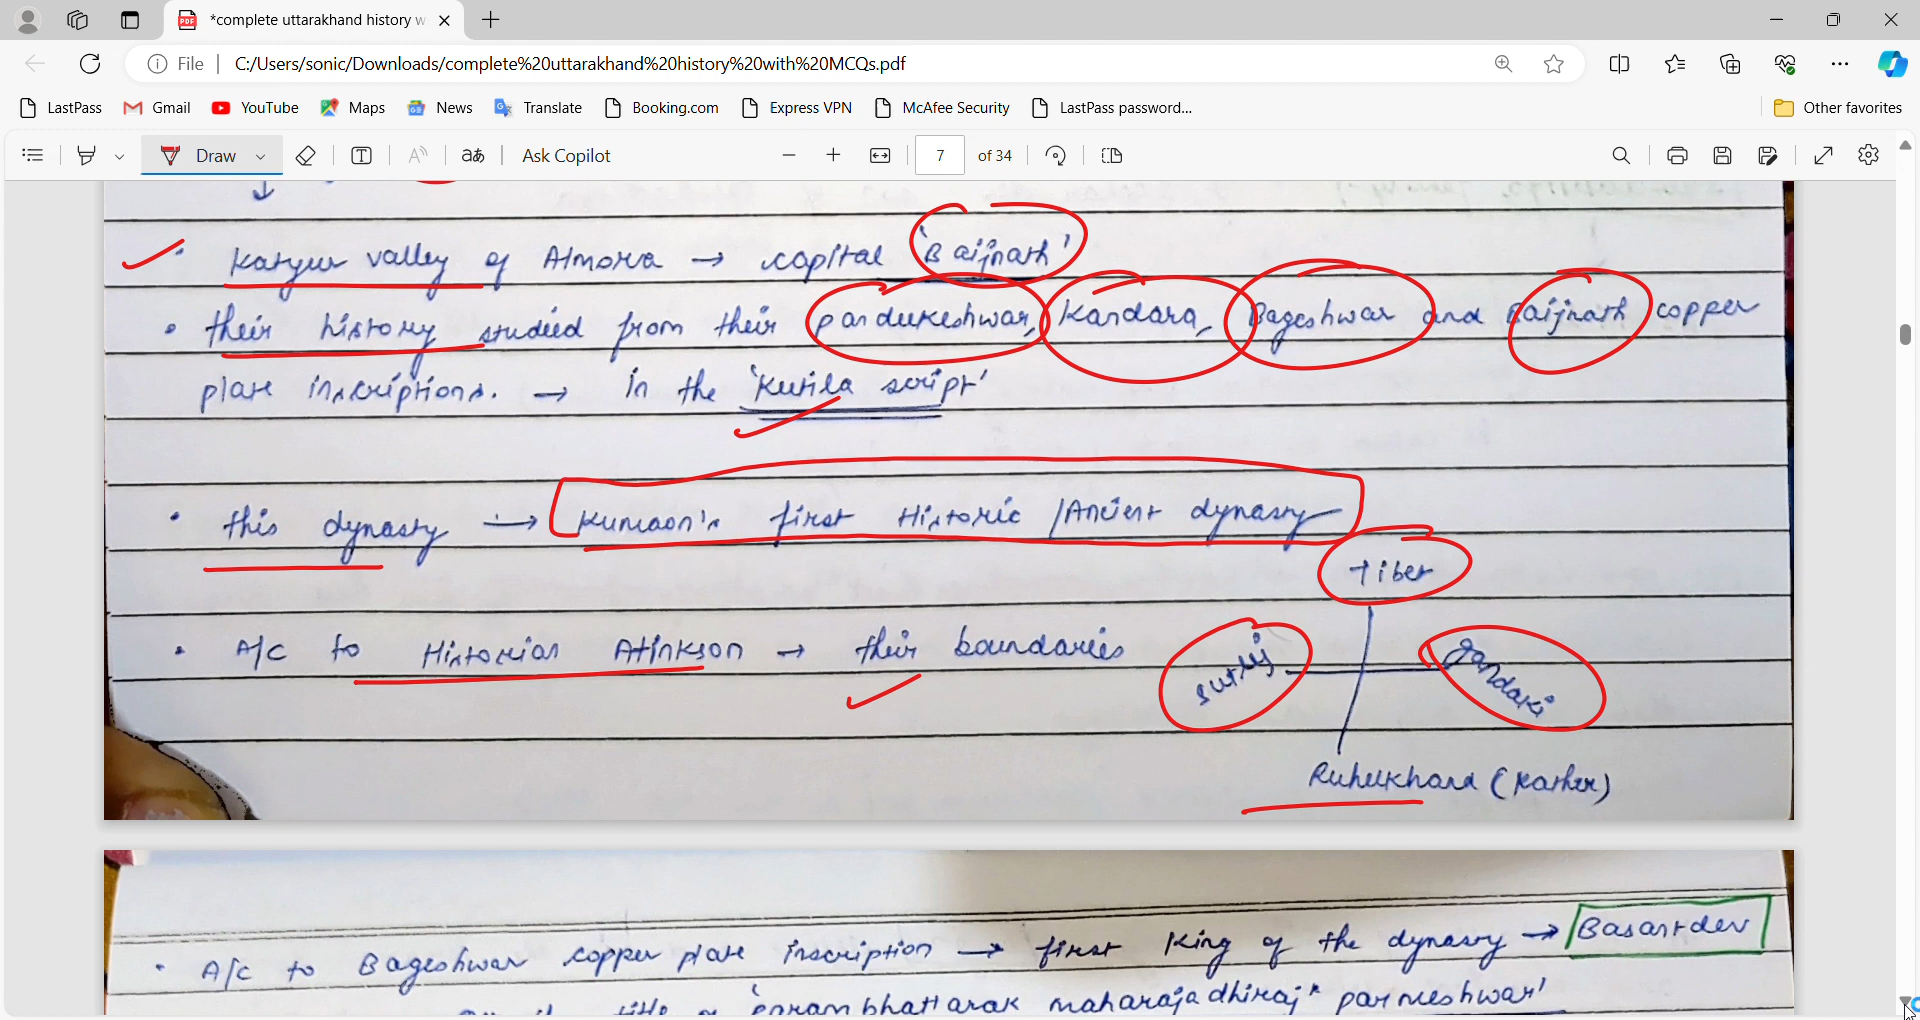 *complete uttarakhand history w
File
C:/Users/sonic/Downloads/complete%20uttarakhand%20history%20with%20MCQs.pdf
LastPass Gmail YouTube Maps News Translate Booking.com Express VPN McAfee Security LastPass password... Other favorites
Draw Ask Copilot 7 of 34
Katyur valley of Almora → capital 'Baijnath'
their history studied from their Pandukeshwar, Kandara, Bageshwar and Baijnath copper
plate inscriptions. → in the 'Kutila script'
this dynasty → Kumaon's first Historic /Ancient dynasty
Tibet
A/c to Historian Atinkson → their boundaries Sutlej Gandaki
Ruhelkhand (Kather)
A/c to Bageshwar copper plate inscription → first King of the dynasty → Basantdev
title 'Parambhattarak maharajadhiraj parmeshwar'